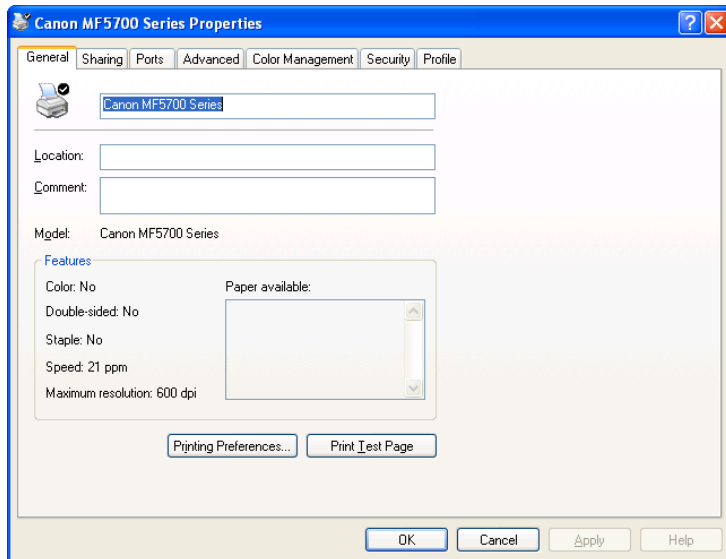 Canon MF5700 Series Properties
General Sharing Ports Advanced Color Management Security Profile
Canon MF5700 Series
Location:
Comment:
Model: Canon MF5700 Series
Features
Color: No Paper available:
Double-sided: No
Staple: No
Speed: 21 ppm
Maximum resolution: 600 dpi
Printing Preferences... Print Test Page
OK Cancel Apply Help